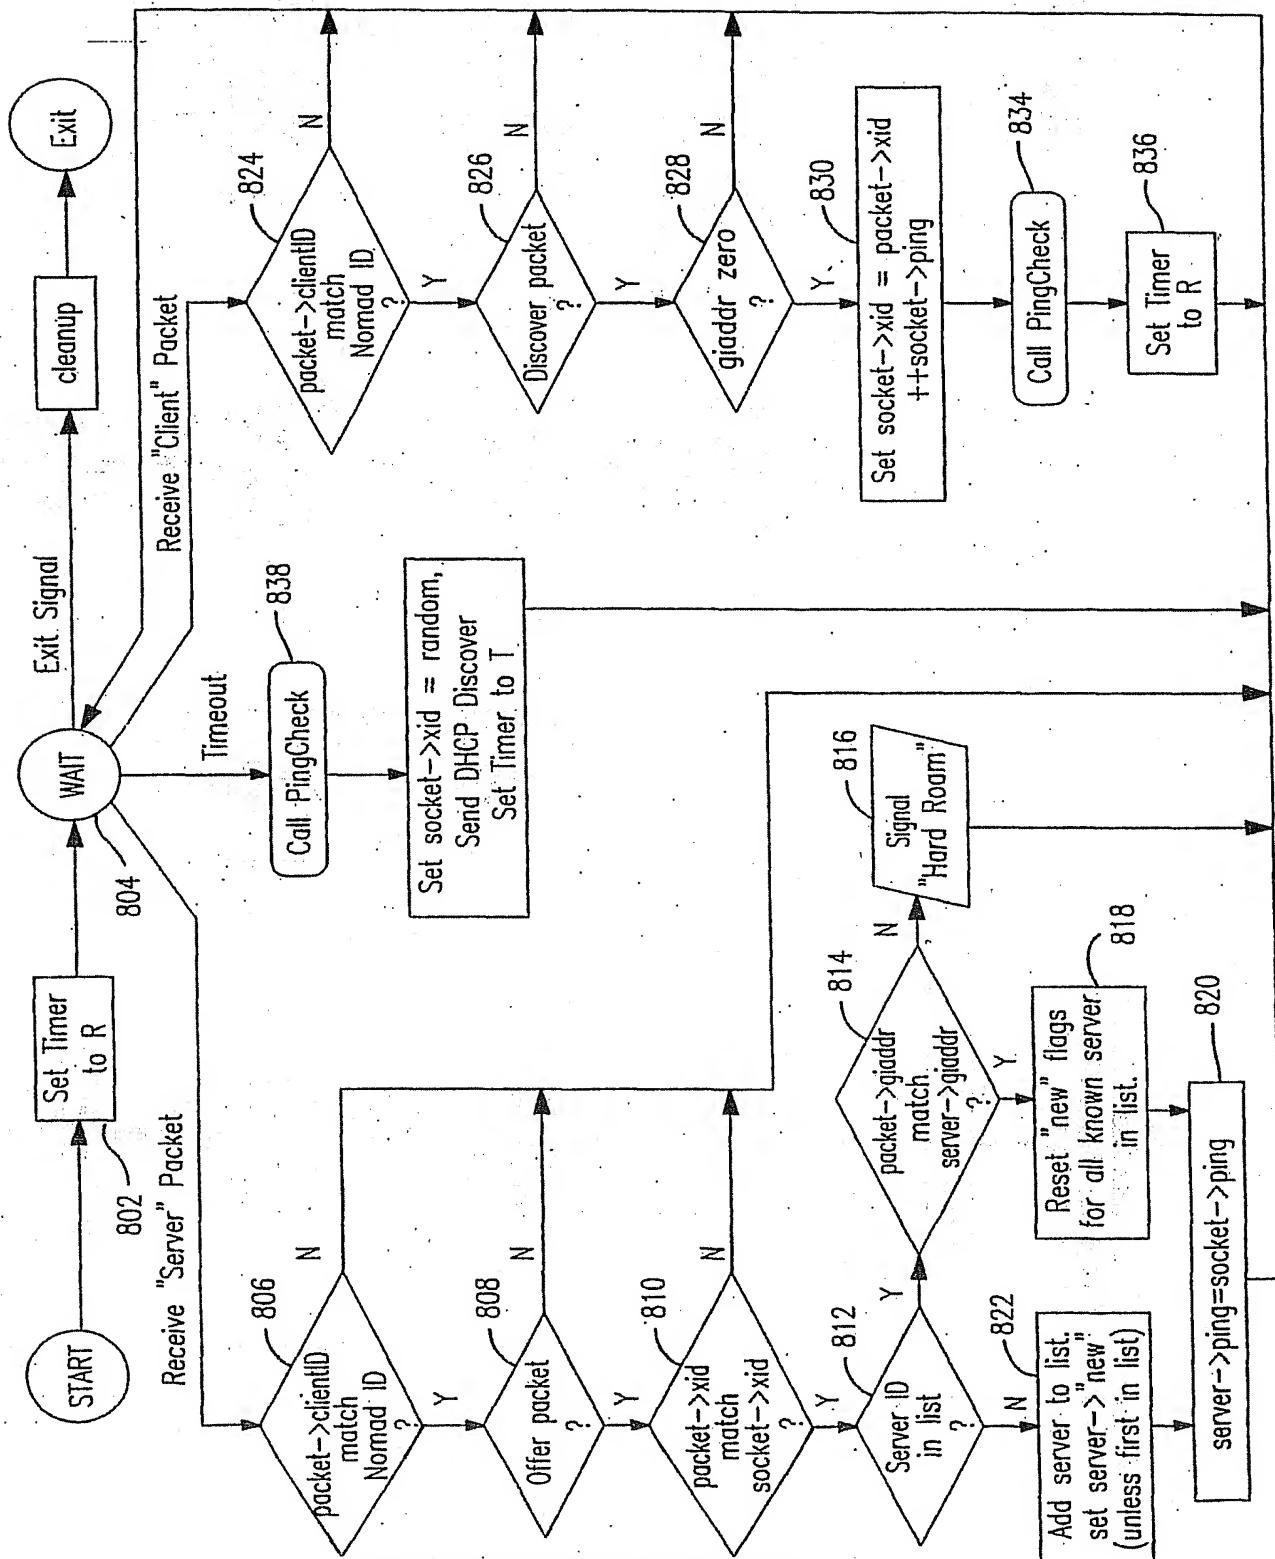 START
Set Timer
to R
802
WAIT
804
Exit Signal
cleanup
Exit
Receive "Server" Packet
Timeout
Receive "Client" Packet
packet->clientID
match
Nomad ID
?
806
N
Y
Offer packet
?
808
N
Y
packet->xid
match
socket->xid
?
810
N
Y
Server ID
in list
?
812
Y
N
packet->giaddr
match
server->giaddr
?
814
N
Y
Signal
"Hard Roam"
816
Reset "new" flags
for all known server
in list.
818
Add server to list.
set server->"new"
(unless first in list)
822
server->ping=socket->ping
820
Call PingCheck
838
Set socket->xid = random,
Send DHCP Discover
Set Timer to T
packet->clientID
match
Nomad ID
?
824
N
Y
Discover packet
?
826
N
Y
giaddr zero
?
828
N
Y
Set socket->xid = packet->xid
++socket->ping
830
Call PingCheck
834
Set Timer
to R
836